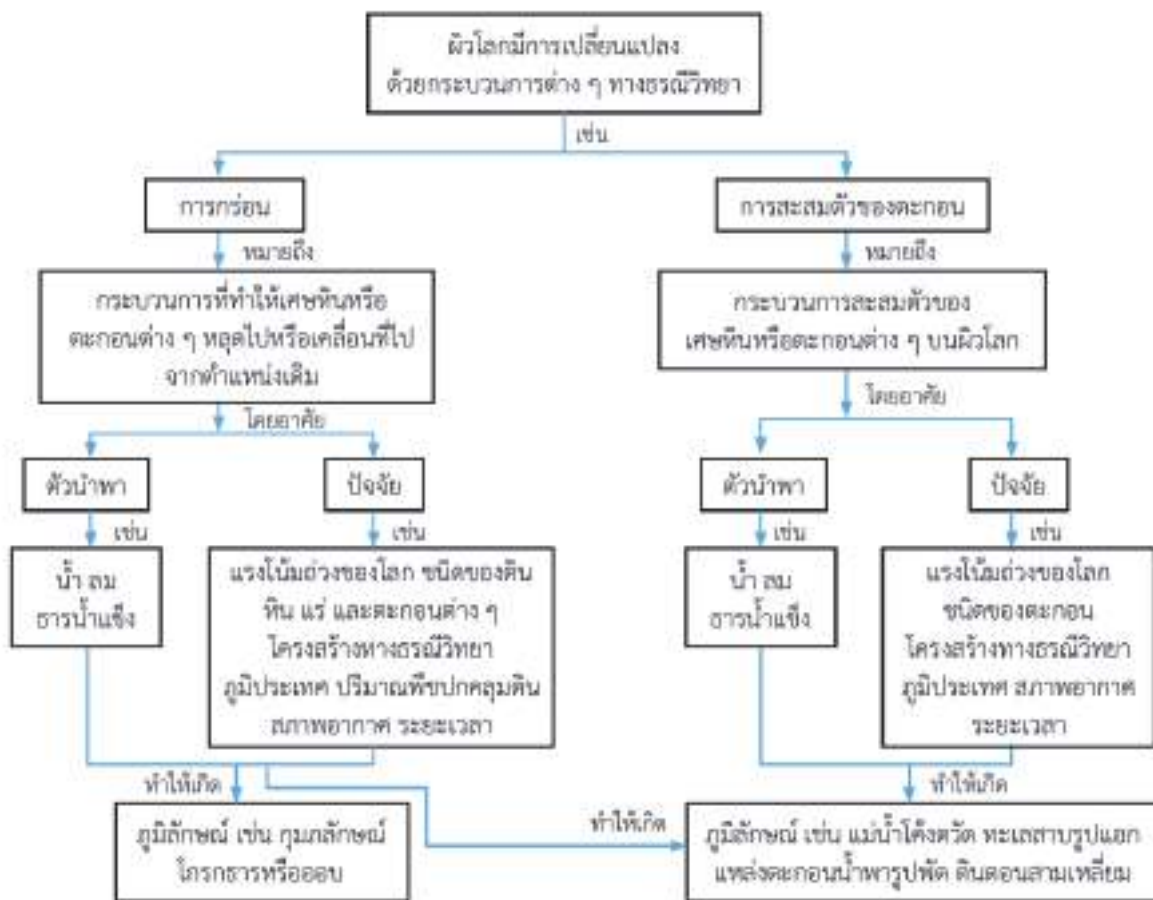 ผิวโลกมีการเปลี่ยนแปลง
ด้วยกระบวนการต่าง ๆ ทางธรณีวิทยา
เช่น
การกร่อน
หมายถึง
กระบวนการที่ทำให้เศษหินหรือ
ตะกอนต่าง ๆ หลุดไปหรือเคลื่อนที่ไป
จากตำแหน่งเดิม
โดยอาศัย
ตัวนำพา
เช่น
น้ำ ลม
ธารน้ำแข็ง
ปัจจัย
เช่น
แรงโน้มถ่วงของโลก ชนิดของดิน
หิน แร่ และตะกอนต่าง ๆ
โครงสร้างทางธรณีวิทยา
ภูมิประเทศ ปริมาณพืชปกคลุมดิน
สภาพอากาศ ระยะเวลา
ทำให้เกิด
ภูมิลักษณ์ เช่น กุมภลักษณ์
โกรกธารหรือออบ
การสะสมตัวของตะกอน
หมายถึง
กระบวนการสะสมตัวของ
เศษหินหรือตะกอนต่าง ๆ บนผิวโลก
โดยอาศัย
ตัวนำพา
เช่น
น้ำ ลม
ธารน้ำแข็ง
ปัจจัย
เช่น
แรงโน้มถ่วงของโลก
ชนิดของตะกอน
โครงสร้างทางธรณีวิทยา
ภูมิประเทศ สภาพอากาศ
ระยะเวลา
ทำให้เกิด
ทำให้เกิด
ภูมิลักษณ์ เช่น แม่น้ำโค้งตวัด ทะเลสาบรูปแอก
แหล่งตะกอนน้ำพารูปพัด ดินดอนสามเหลี่ยม